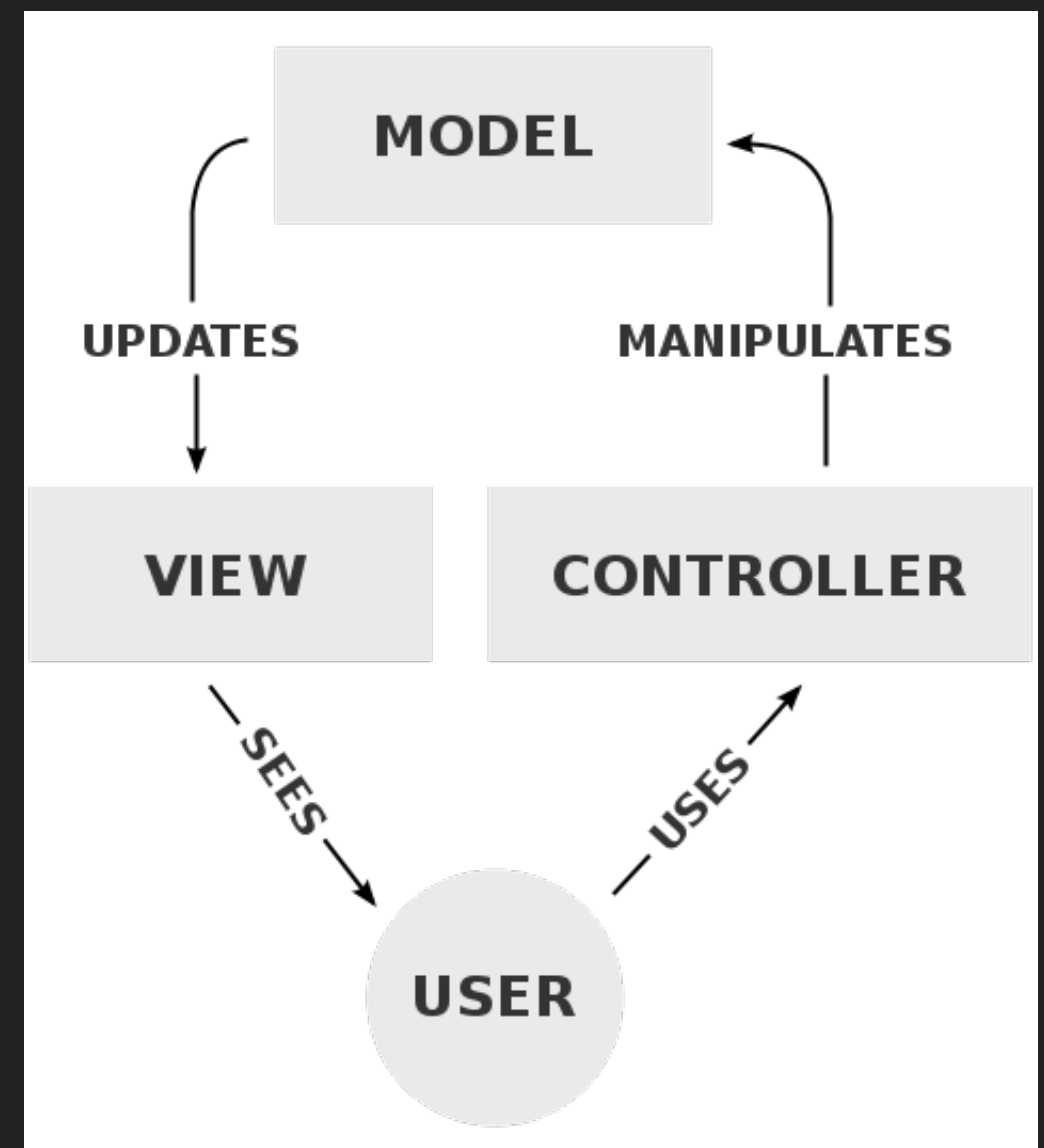 MODEL
UPDATES
MANIPULATES
VIEW
CONTROLLER
SEES
USES
USER